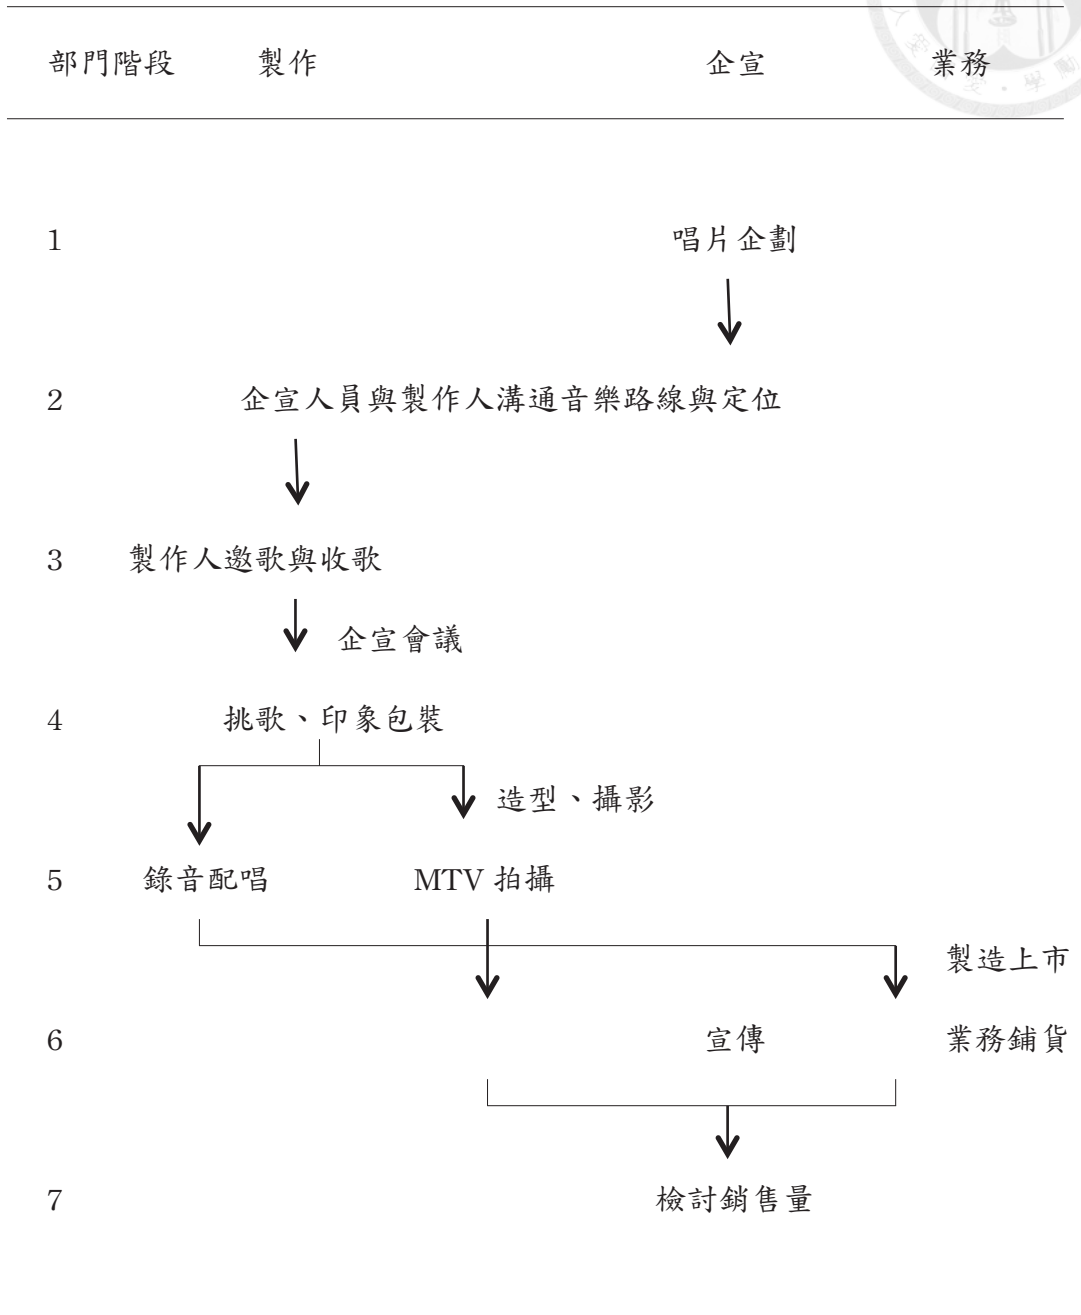 部門階段 製作 企宣 業務
1 唱片企劃
2 企宣人員與製作人溝通音樂路線與定位
3 製作人邀歌與收歌
企宣會議
4 挑歌、印象包裝
造型、攝影
5 錄音配唱 MTV 拍攝
製造上市
6 宣傳 業務鋪貨
7 檢討銷售量